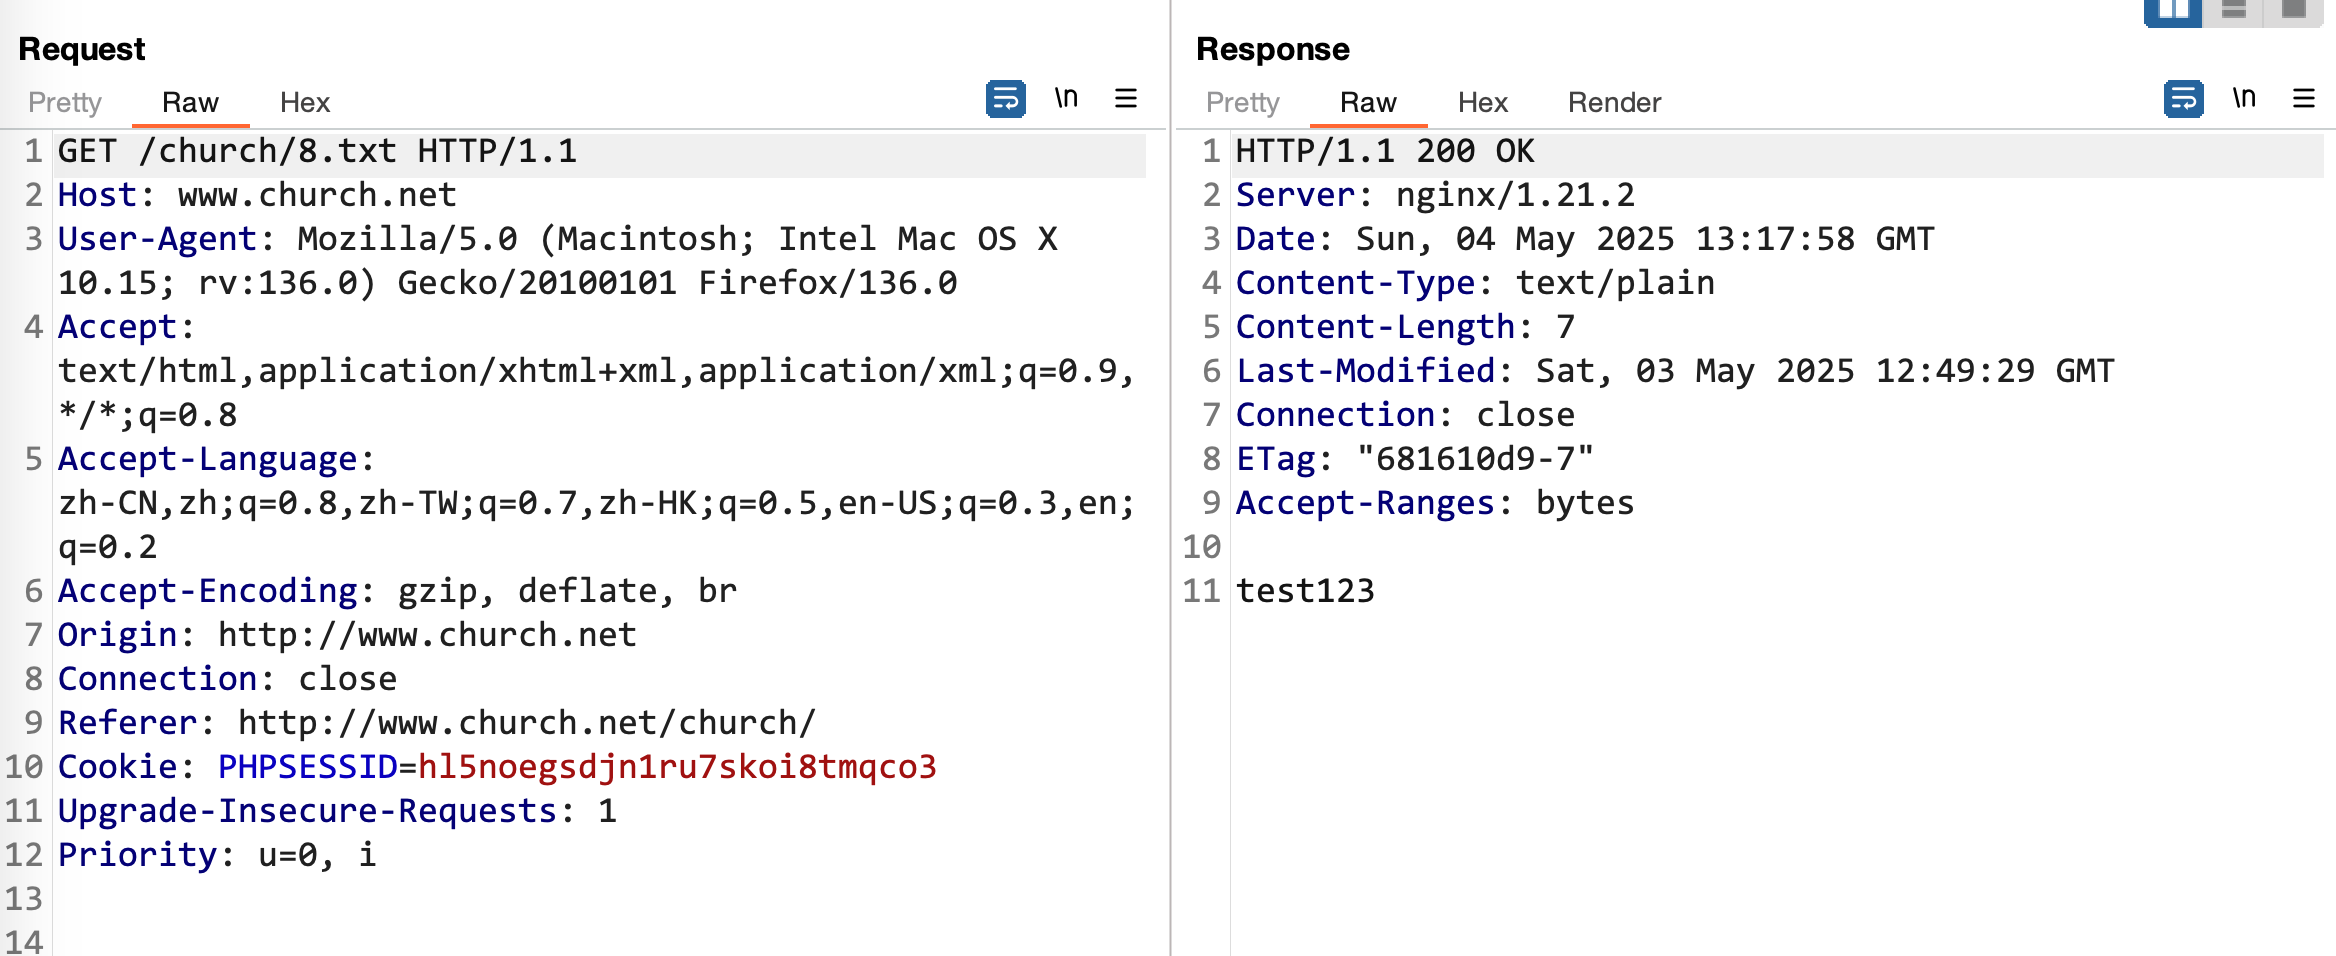 Request
Pretty Raw Hex \n
1 GET /church/8.txt HTTP/1.1
2 Host: www.church.net
3 User-Agent: Mozilla/5.0 (Macintosh; Intel Mac OS X
10.15; rv:136.0) Gecko/20100101 Firefox/136.0
4 Accept:
text/html,application/xhtml+xml,application/xml;q=0.9,
*/*;q=0.8
5 Accept-Language:
zh-CN,zh;q=0.8,zh-TW;q=0.7,zh-HK;q=0.5,en-US;q=0.3,en;
q=0.2
6 Accept-Encoding: gzip, deflate, br
7 Origin: http://www.church.net
8 Connection: close
9 Referer: http://www.church.net/church/
10 Cookie: PHPSESSID=hl5noegsdjn1ru7skoi8tmqco3
11 Upgrade-Insecure-Requests: 1
12 Priority: u=0, i
13
14
Response
Pretty Raw Hex Render \n
1 HTTP/1.1 200 OK
2 Server: nginx/1.21.2
3 Date: Sun, 04 May 2025 13:17:58 GMT
4 Content-Type: text/plain
5 Content-Length: 7
6 Last-Modified: Sat, 03 May 2025 12:49:29 GMT
7 Connection: close
8 ETag: "681610d9-7"
9 Accept-Ranges: bytes
10
11 test123